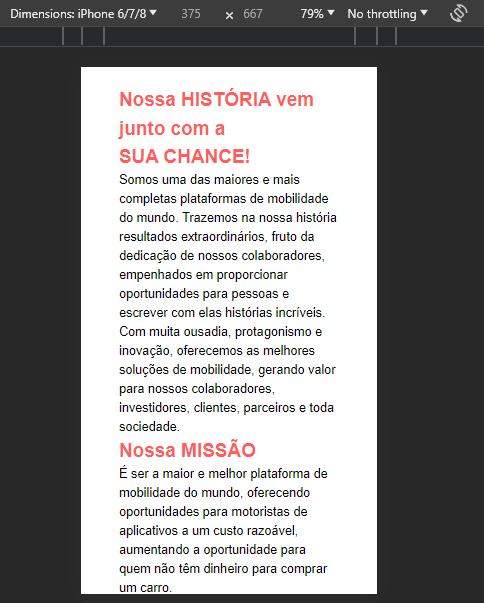 Dimensions: iPhone 6/7/8 ▼ 375 × 667 79% ▼ No throttling ▼
Nossa HISTÓRIA vem
junto com a
SUA CHANCE!
Somos uma das maiores e mais
completas plataformas de mobilidade
do mundo. Trazemos na nossa história
resultados extraordinários, fruto da
dedicação de nossos colaboradores,
empenhados em proporcionar
oportunidades para pessoas e
escrever com elas histórias incríveis.
Com muita ousadia, protagonismo e
inovação, oferecemos as melhores
soluções de mobilidade, gerando valor
para nossos colaboradores,
investidores, clientes, parceiros e toda
sociedade.
Nossa MISSÃO
É ser a maior e melhor plataforma de
mobilidade do mundo, oferecendo
oportunidades para motoristas de
aplicativos a um custo razoável,
aumentando a oportunidade para
quem não têm dinheiro para comprar
um carro.